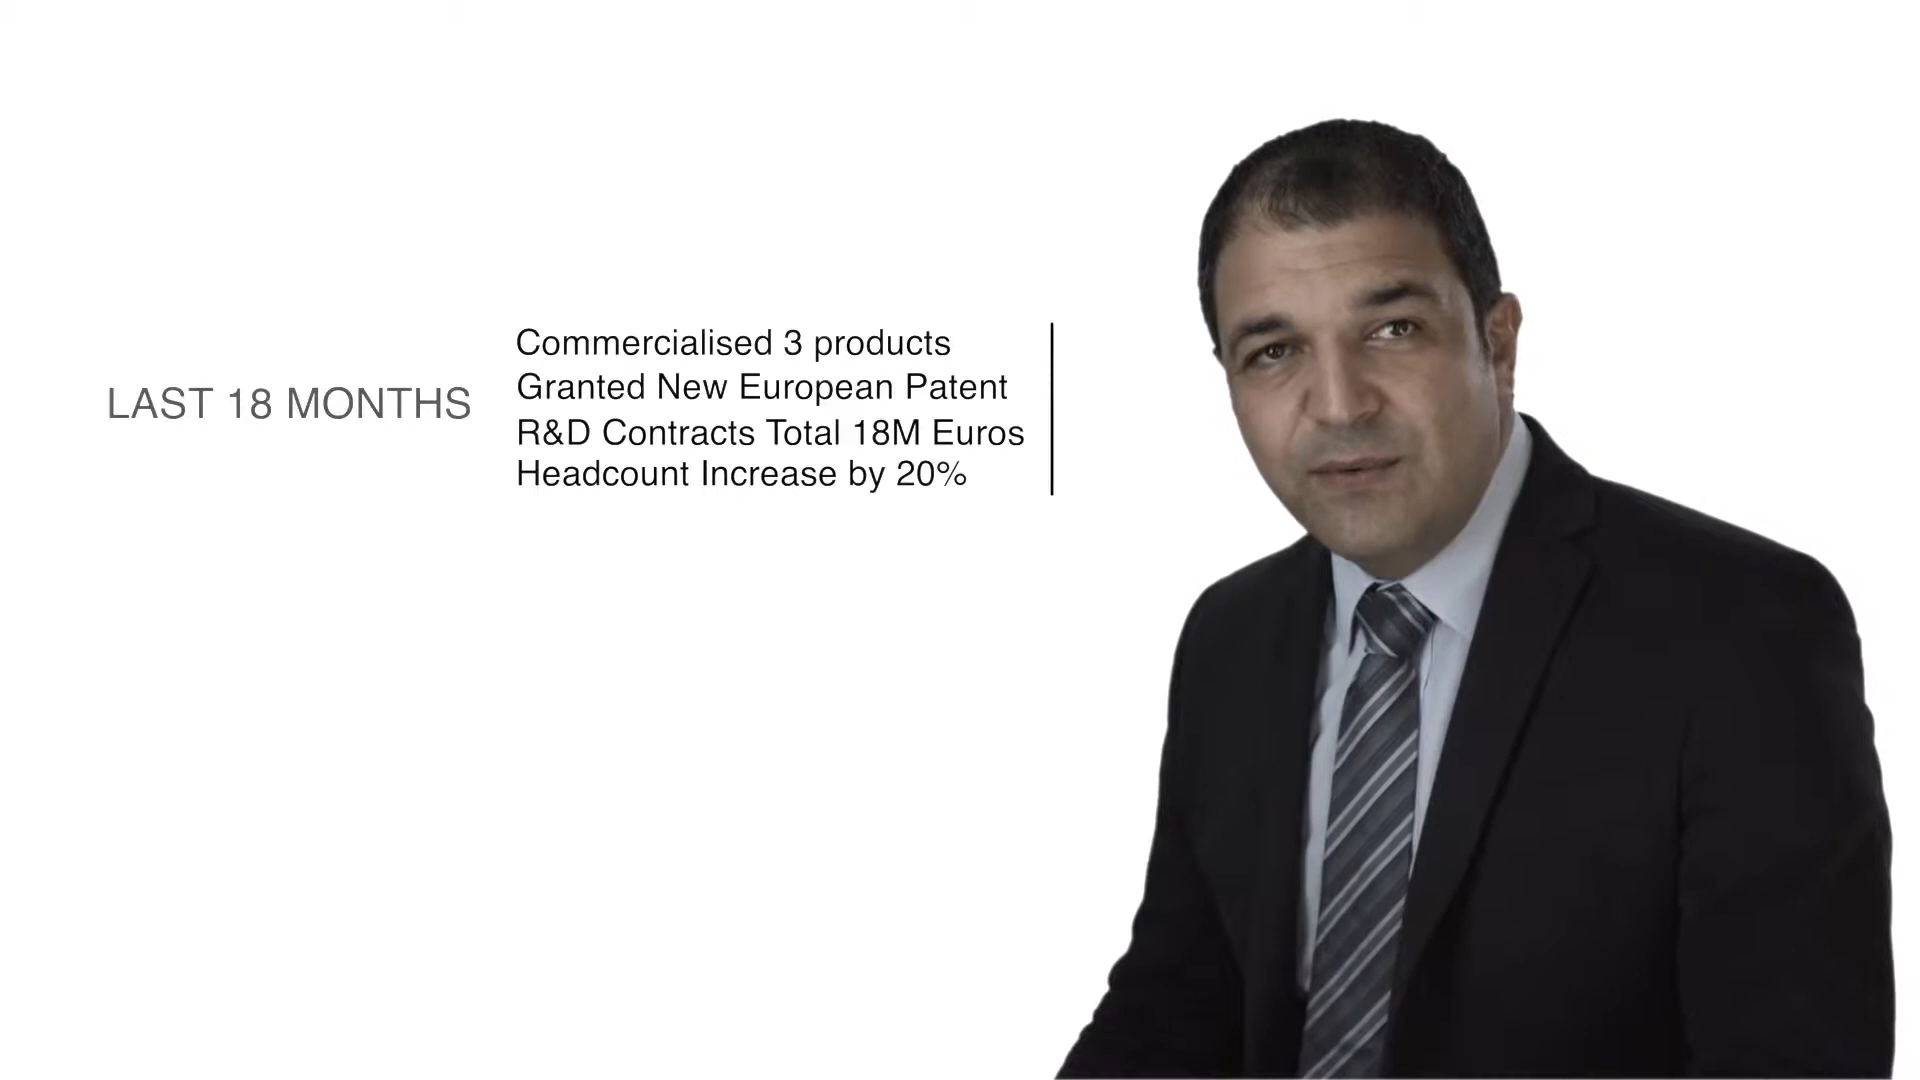 LAST 18 MONTHS
Commercialised 3 products
Granted New European Patent
R&D Contracts Total 18M Euros
Headcount Increase by 20%